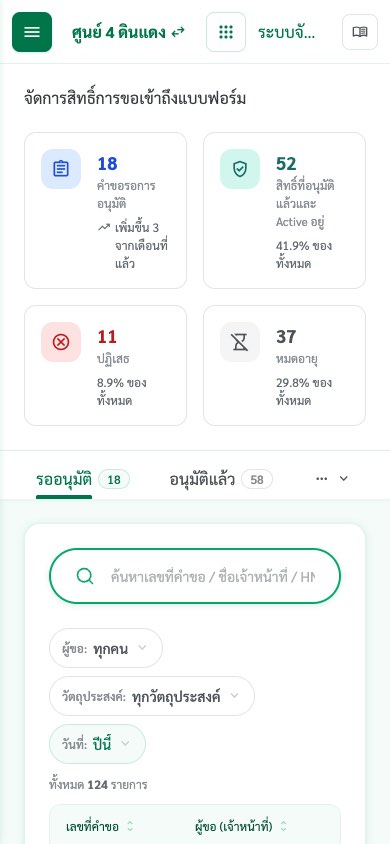 ศูนย์ 4 ดินแดง
ระบบจั...
จัดการสิทธิ์การขอเข้าถึงแบบฟอร์ม
18
คำขอรอการ
อนุมัติ
เพิ่มขึ้น 3
จากเดือนที่
แล้ว
52
สิทธิ์ที่อนุมัติ
แล้วและ
Active อยู่
41.9% ของ
ทั้งหมด
11
ปฏิเสธ
8.9% ของ
ทั้งหมด
37
หมดอายุ
29.8% ของ
ทั้งหมด
รออนุมัติ 18 อนุมัติแล้ว 58 ...
ค้นหาเลขที่คำขอ / ชื่อเจ้าหน้าที่ / HN
ผู้ขอ: ทุกคน
วัตถุประสงค์: ทุกวัตถุประสงค์
วันที่: ปีนี้
ทั้งหมด 124 รายการ
เลขที่คำขอ ผู้ขอ (เจ้าหน้าที่)